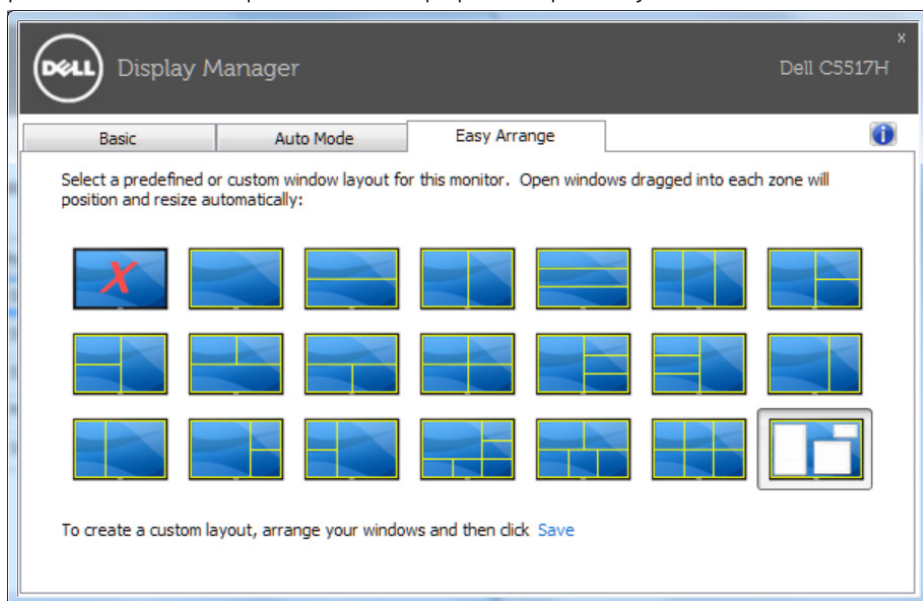 DELL
Display Manager
Dell C5517H
x
Basic
Auto Mode
Easy Arrange
Select a predefined or custom window layout for this monitor. Open windows dragged into each zone will
position and resize automatically:
X
To create a custom layout, arrange your windows and then click Save